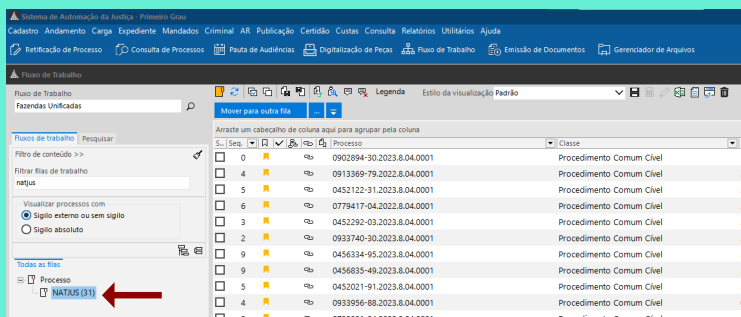 Sistema de Automação da Justiça - Primeiro Grau
Cadastro Andamento Carga Expediente Mandados Criminal AR Publicação Certidão Custas Consulta Relatórios Utilitários Ajuda
Retificação de Processo Consulta de Processos Pauta de Audiências Digitalização de Peças Fluxo de Trabalho Emissão de Documentos Gerenciador de Arquivos
Fluxo de Trabalho
Fluxo de Trabalho
Fazendas Unificadas
Fluxos de trabalho Pesquisar
Filtro de conteúdo >>
Filtrar filas de trabalho
natjus
Visualizar processos com
Sigilo externo ou sem sigilo
Sigilo absoluto
Todas as filas
Processo
NATJUS (31)
Legenda Estilo da visualização Padrão
Mover para outra fila ...
Arraste um cabeçalho de coluna aqui para agrupar pela coluna
S... Seq. Processo Classe
0 0902894-30.2023.8.04.0001 Procedimento Comum Cível
4 0913369-79.2022.8.04.0001 Procedimento Comum Cível
5 0452122-31.2023.8.04.0001 Procedimento Comum Cível
6 0779417-04.2022.8.04.0001 Procedimento Comum Cível
3 0452292-03.2023.8.04.0001 Procedimento Comum Cível
2 0933740-30.2023.8.04.0001 Procedimento Comum Cível
9 0456334-95.2023.8.04.0001 Procedimento Comum Cível
9 0456835-49.2023.8.04.0001 Procedimento Comum Cível
5 0452021-91.2023.8.04.0001 Procedimento Comum Cível
4 0933956-88.2023.8.04.0001 Procedimento Comum Cível